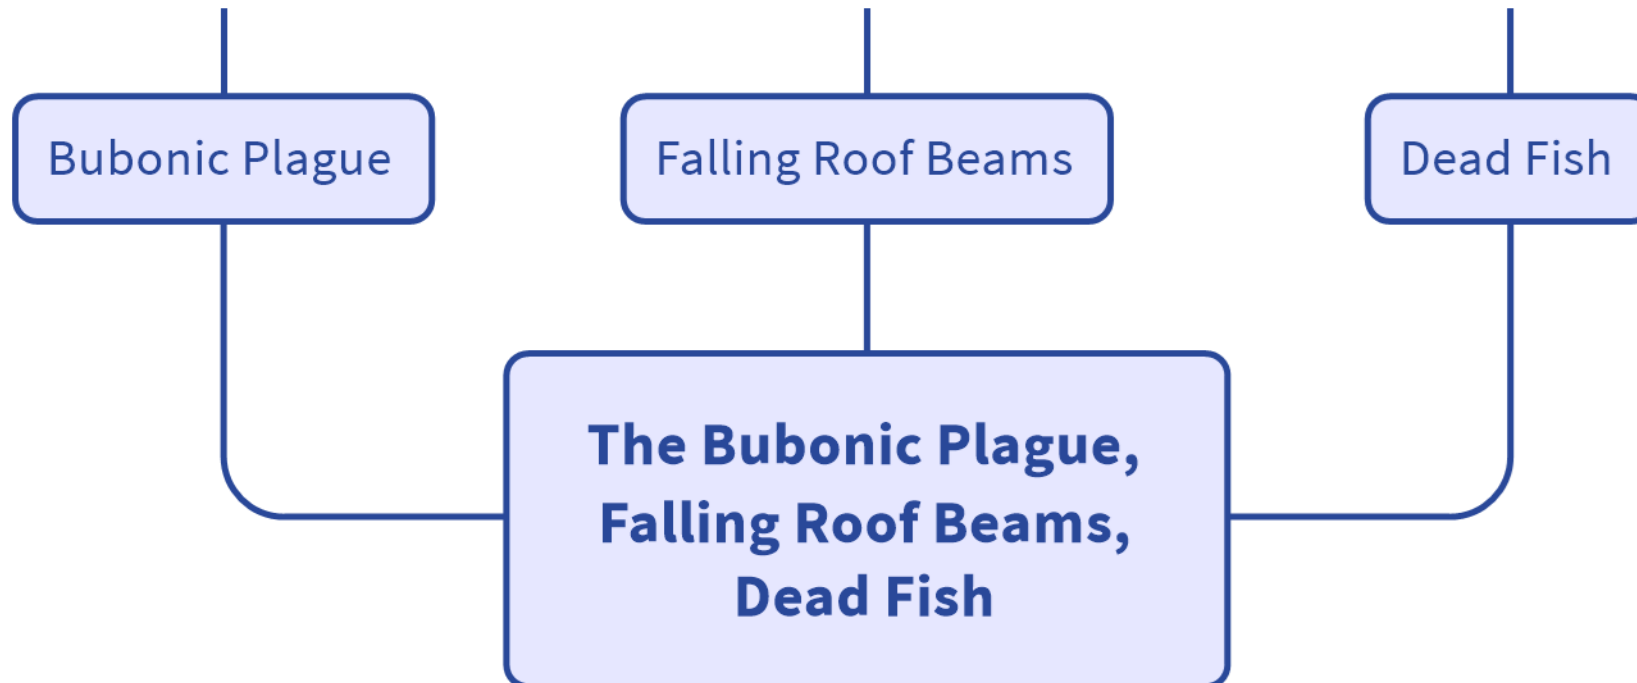 Bubonic Plague
Falling Roof Beams
Dead Fish
The Bubonic Plague,
Falling Roof Beams,
Dead Fish